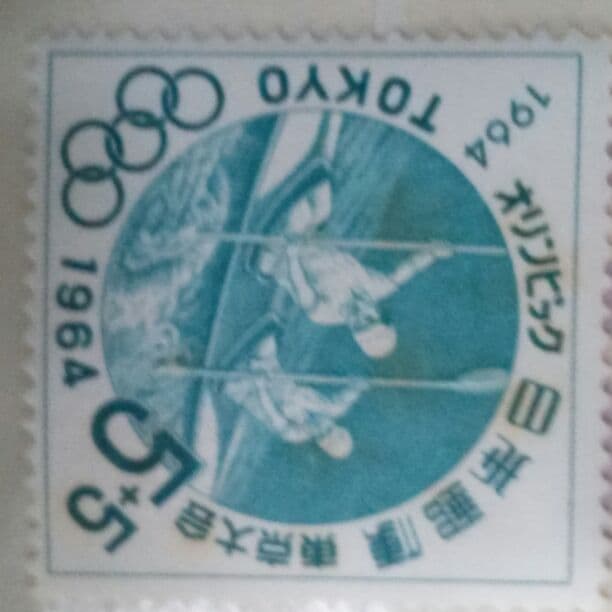 TOKYO
1964
オリンピック
日本郵便
東京大会
5+5
1964